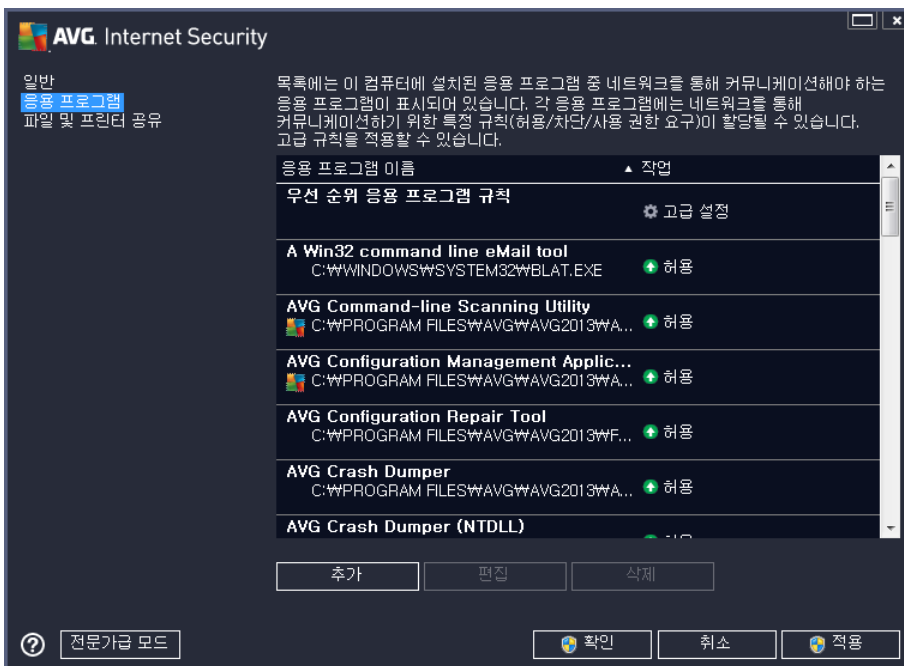 AVG. Internet Security
일반
응용 프로그램
파일 및 프린터 공유
목록에는 이 컴퓨터에 설치된 응용 프로그램 중 네트워크를 통해 커뮤니케이션해야 하는
응용 프로그램이 표시되어 있습니다. 각 응용 프로그램에는 네트워크를 통해
커뮤니케이션하기 위한 특정 규칙(허용/차단/사용 권한 요구)이 할당될 수 있습니다.
고급 규칙을 적용할 수 있습니다.
응용 프로그램 이름 ▲ 작업
우선 순위 응용 프로그램 규칙
고급 설정
A Win32 command line eMail tool
C:₩WINDOWS₩SYSTEM32₩BLAT.EXE 허용
AVG Command-line Scanning Utility
C:₩PROGRAM FILES₩AVG₩AVG2013₩A... 허용
AVG Configuration Management Applic...
C:₩PROGRAM FILES₩AVG₩AVG2013₩A... 허용
AVG Configuration Repair Tool
C:₩PROGRAM FILES₩AVG₩AVG2013₩F... 허용
AVG Crash Dumper
C:₩PROGRAM FILES₩AVG₩AVG2013₩A... 허용
AVG Crash Dumper (NTDLL)
추가 편집 삭제
? 전문가급 모드 확인 취소 적용